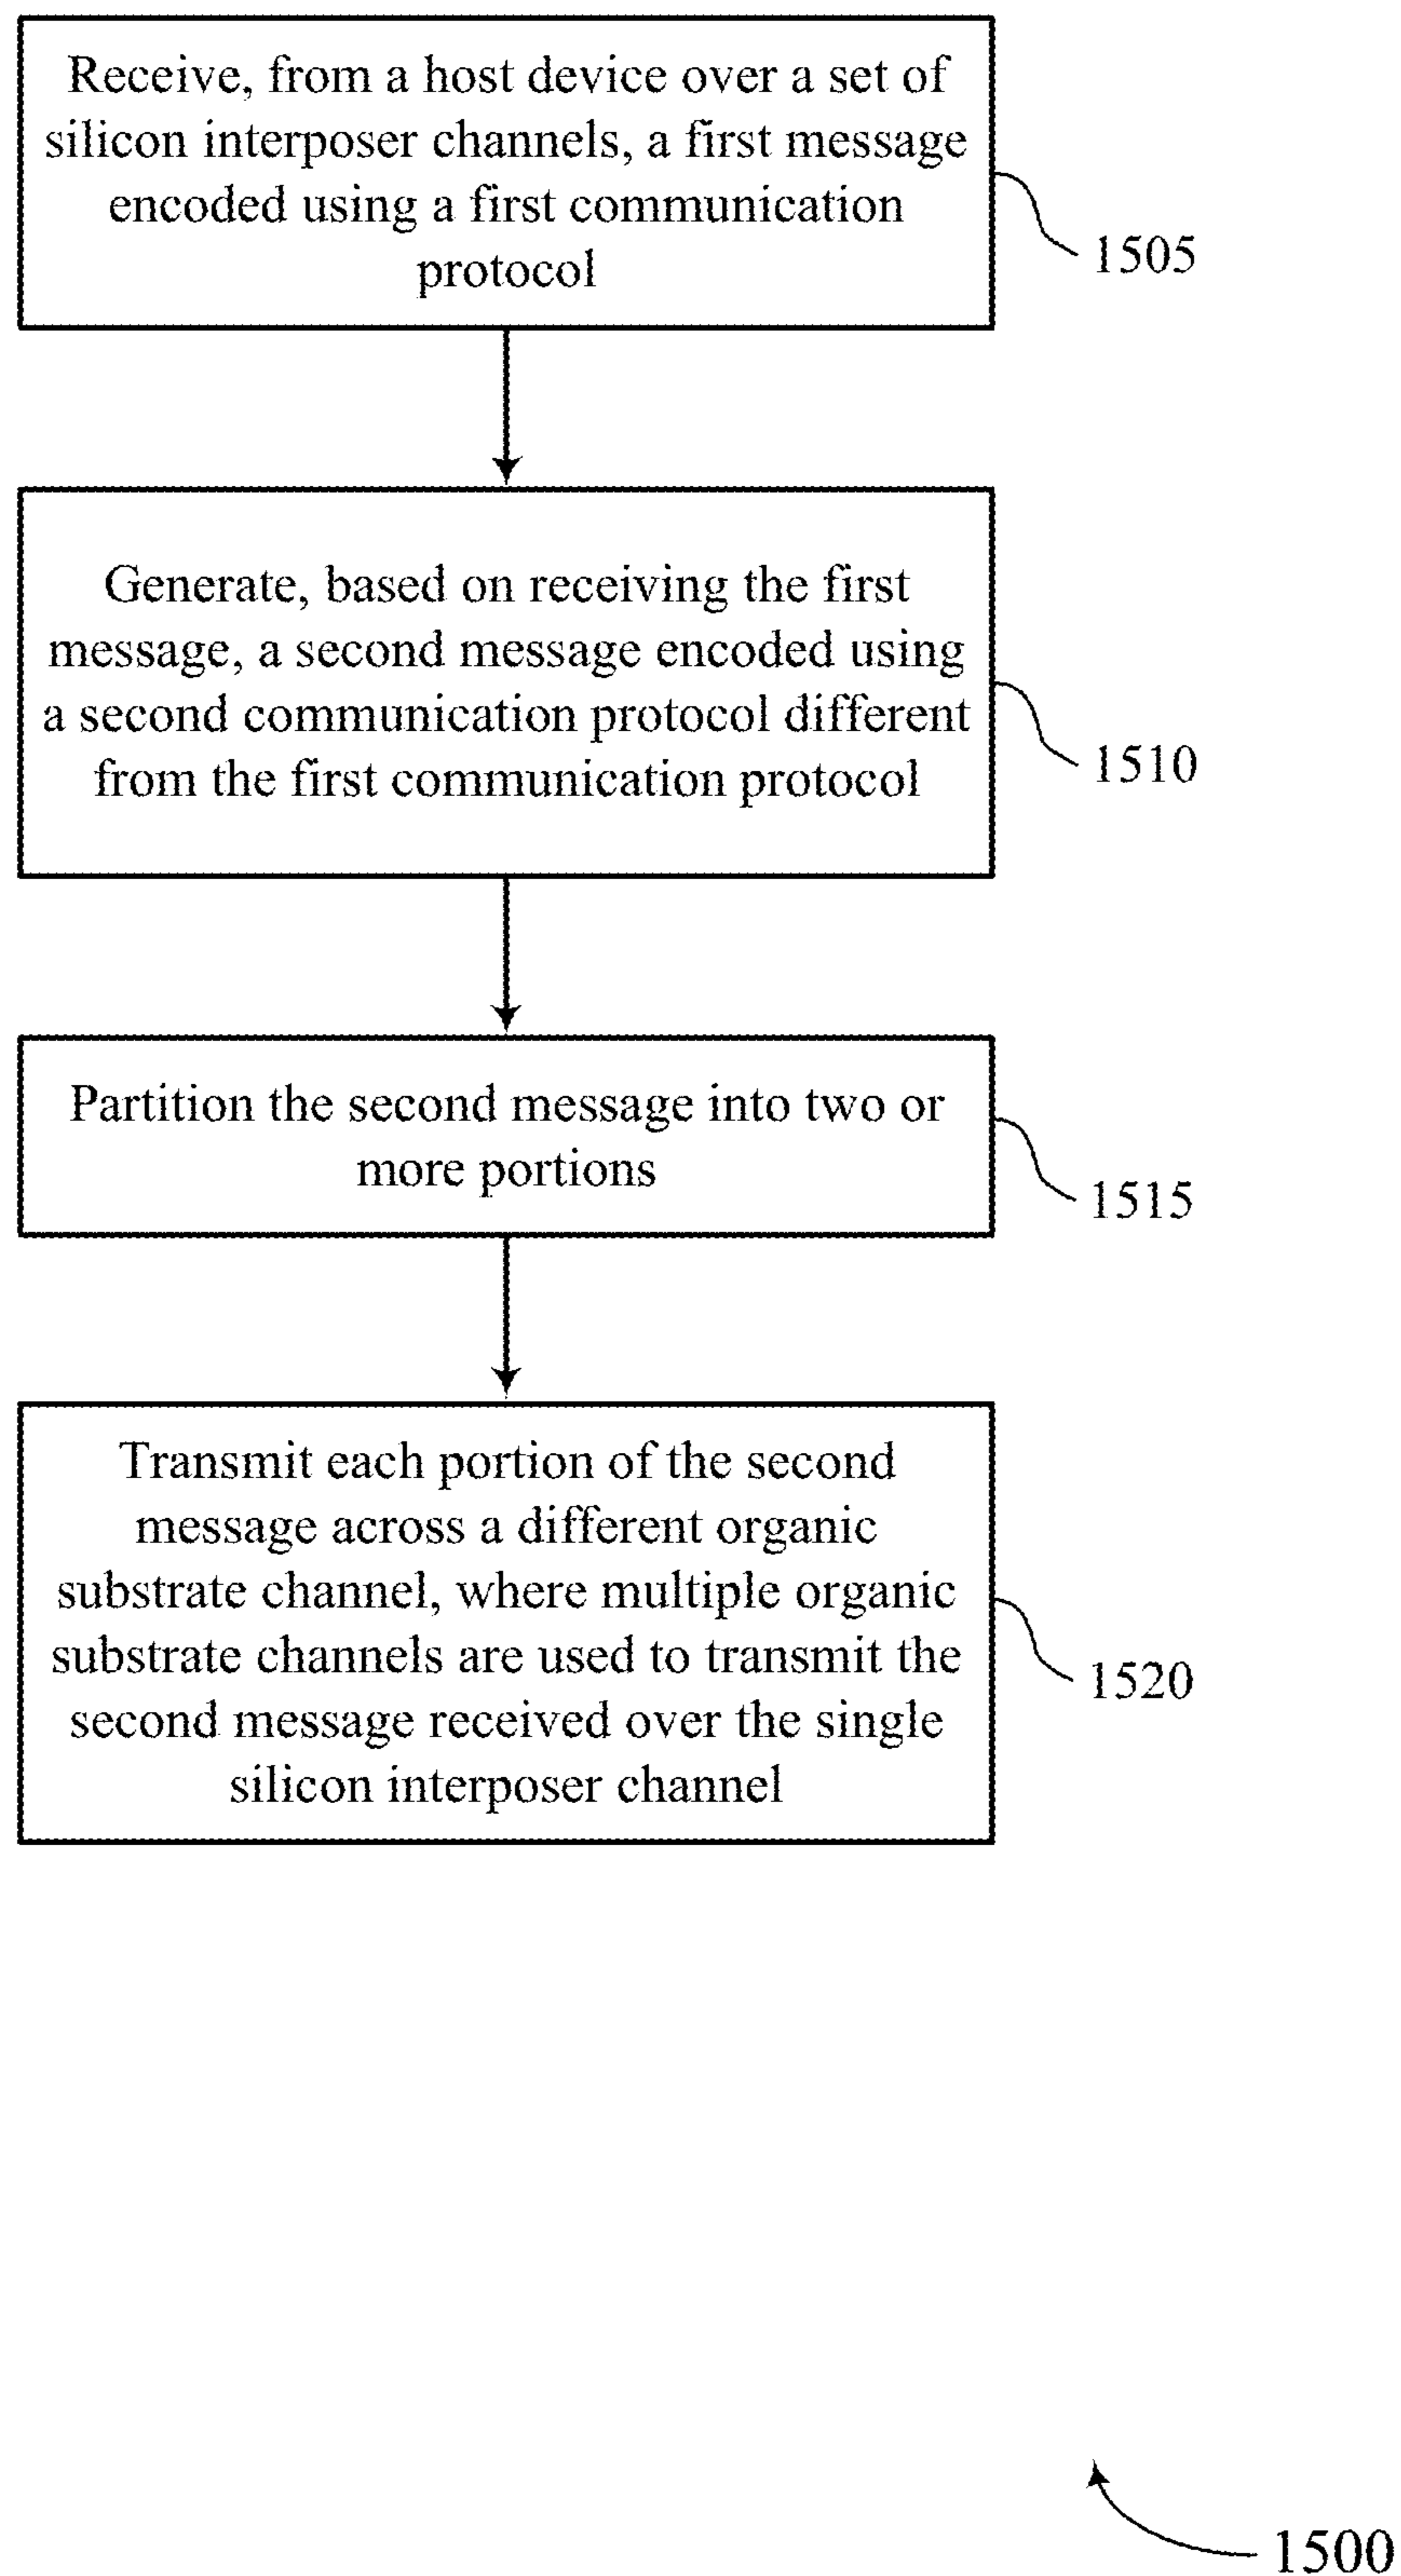 Receive, from a host device over a set of
silicon interposer channels, a first message
encoded using a first communication
protocol
1505
Generate, based on receiving the first
message, a second message encoded using
a second communication protocol different
from the first communication protocol
1510
Partition the second message into two or
more portions
1515
Transmit each portion of the second
message across a different organic
substrate channel, where multiple organic
substrate channels are used to transmit the
second message received over the single
silicon interposer channel
1520
1500